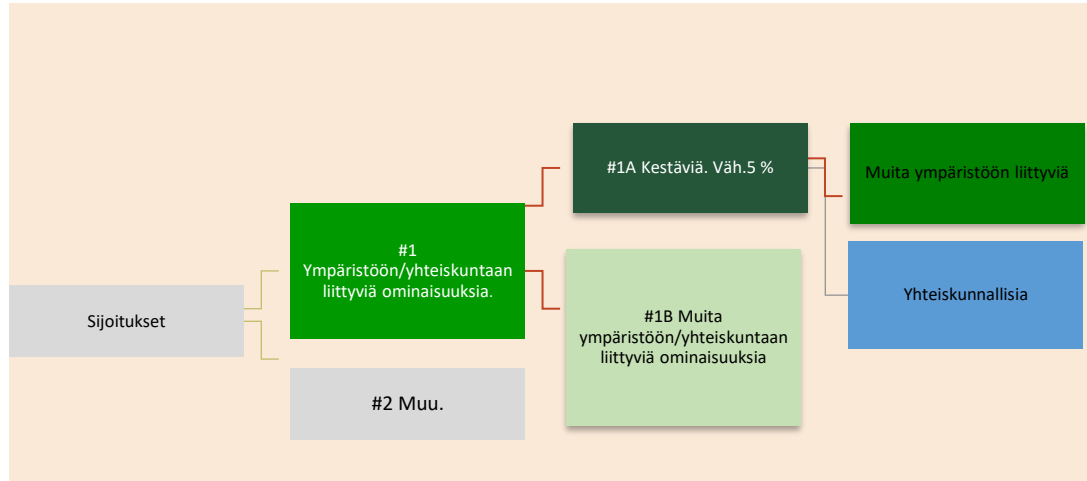 Sijoitukset
#1
Ympäristöön/yhteiskuntaan
liittyviä ominaisuuksia.
#2 Muu.
#1A Kestäviä. Väh.5 %
#1B Muita
ympäristöön/yhteiskuntaan
liittyviä ominaisuuksia
Muita ympäristöön liittyviä
Yhteiskunnallisia